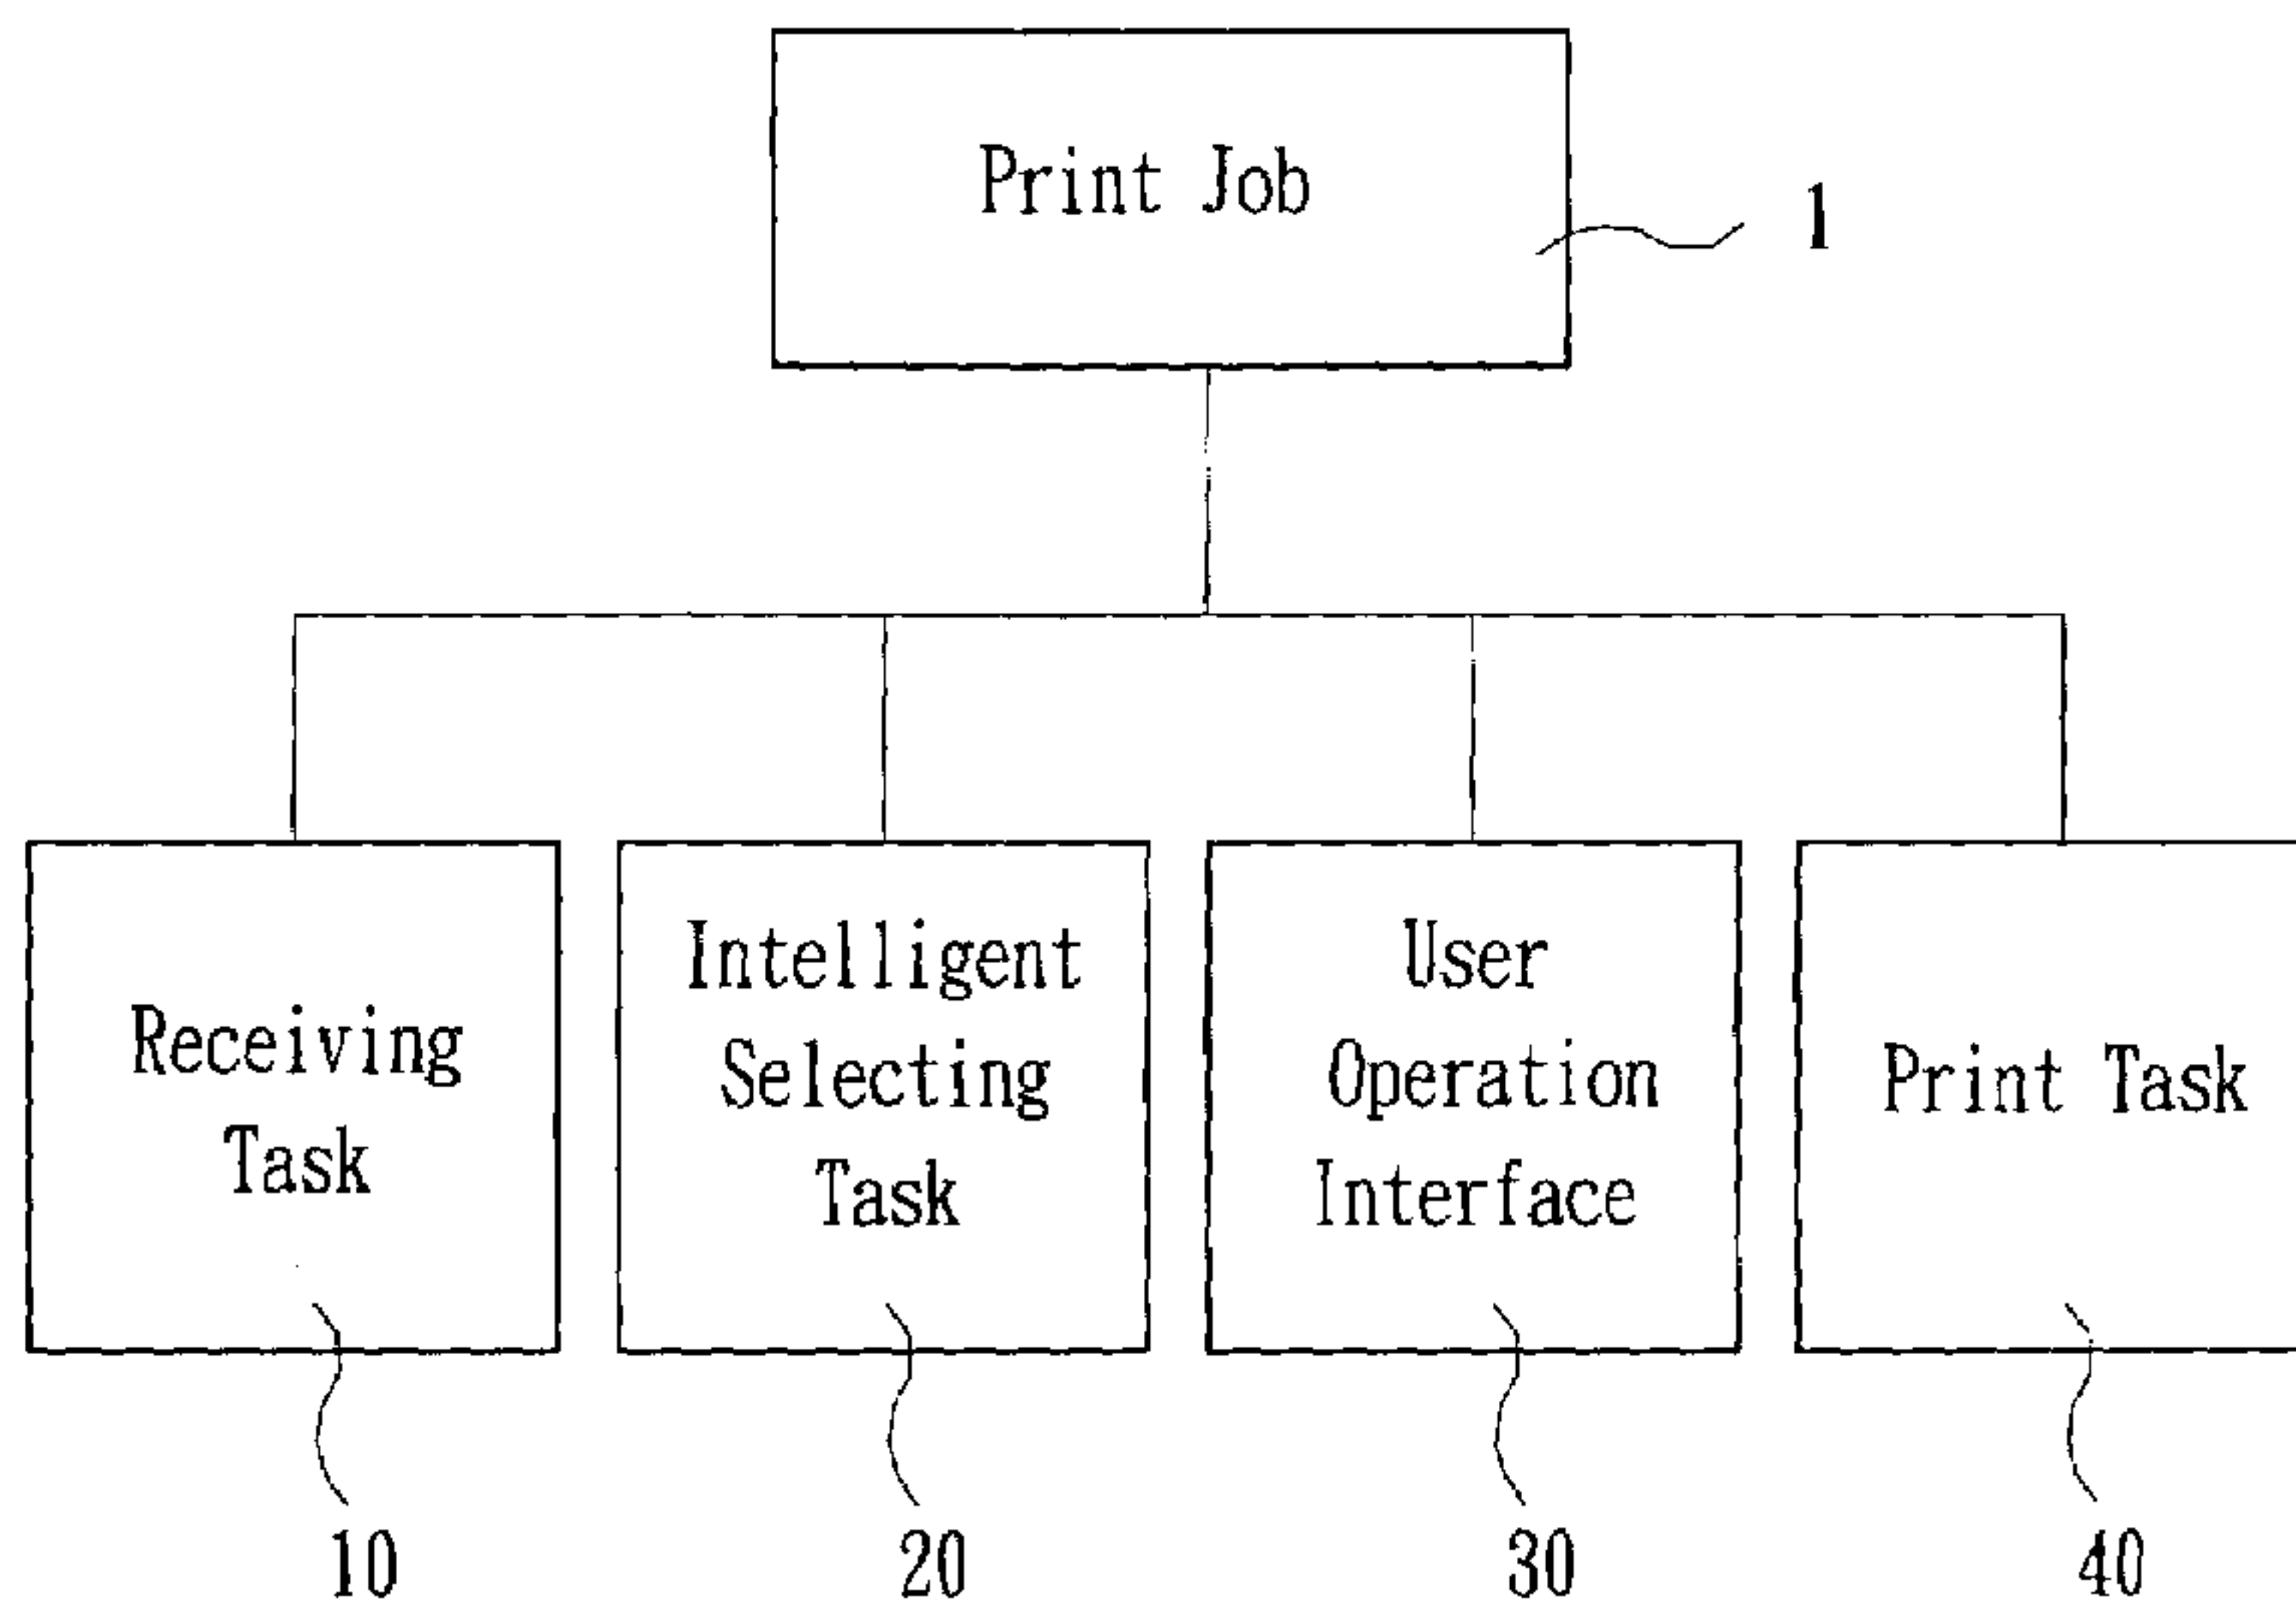 Print Job
1
Receiving
Task
Intelligent
Selecting
Task
User
Operation
Interface
Print Task
10
20
30
40